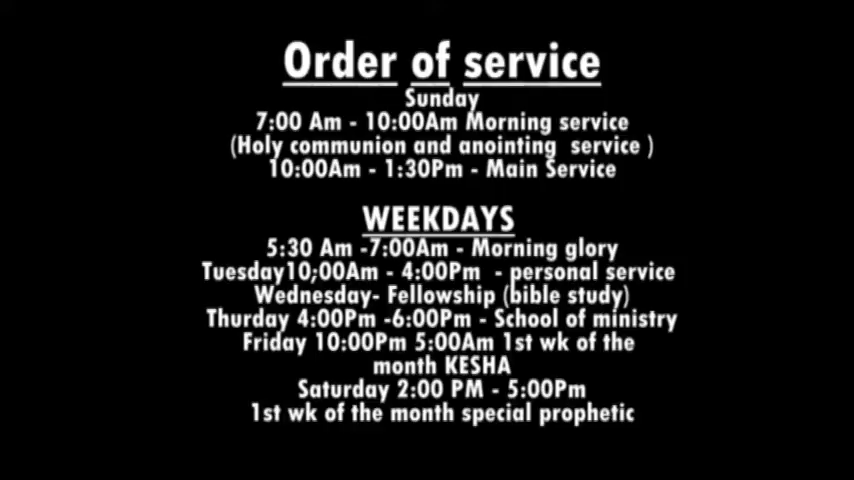 Order of service
Sunday
7:00 Am - 10:00Am Morning service
(Holy communion and anointing service )
10:00Am - 1:30Pm - Main Service
WEEKDAYS
5:30 Am -7:00Am - Morning glory
Tuesday10;00Am - 4:00Pm - personal service
Wednesday- Fellowship (bible study)
Thurday 4:00Pm -6:00Pm - School of ministry
Friday 10:00Pm 5:00Am 1st wk of the
month KESHA
Saturday 2:00 PM - 5:00Pm
1st wk of the month special prophetic